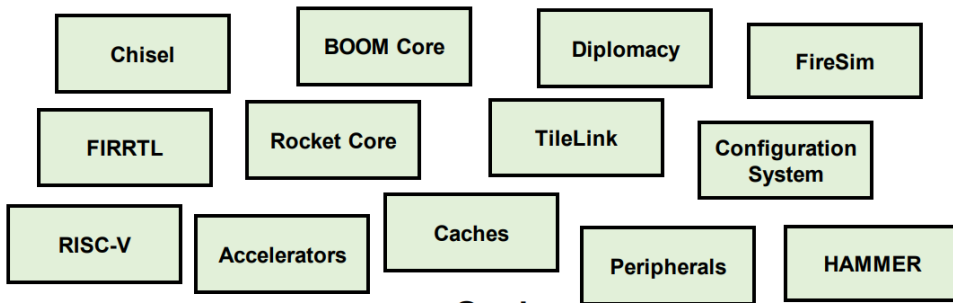 Chisel
BOOM Core
Diplomacy
FireSim
FIRRTL
Rocket Core
TileLink
Configuration
System
RISC-V
Accelerators
Caches
Peripherals
HAMMER